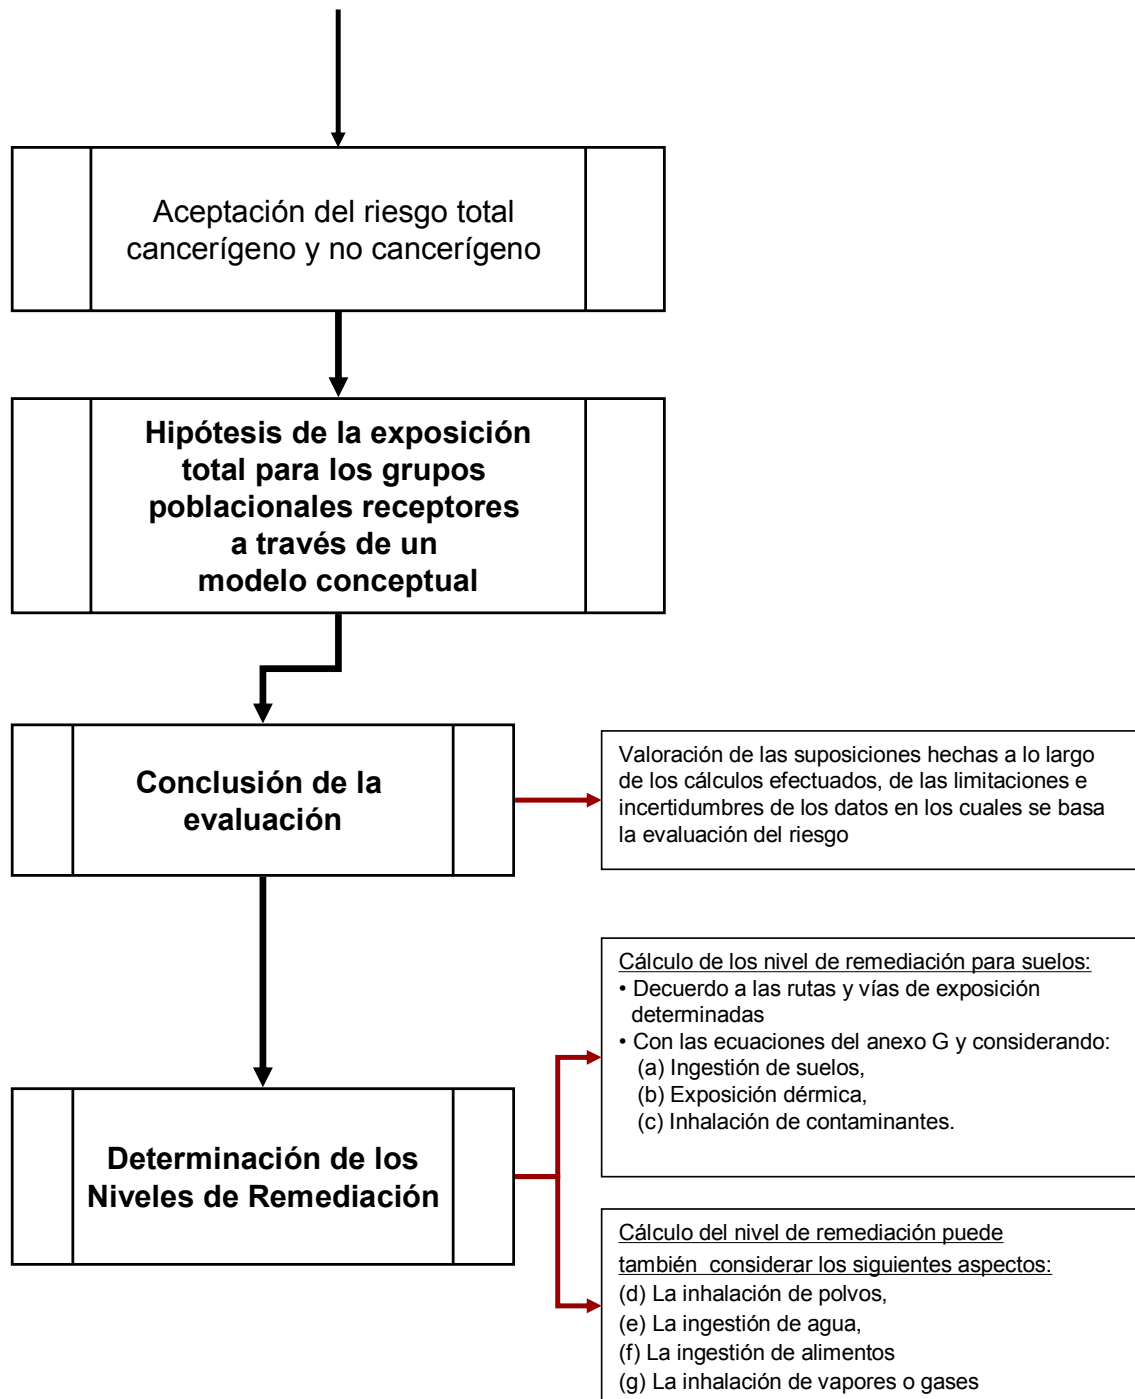 Aceptación del riesgo total
cancerígeno y no cancerígeno
Hipótesis de la exposición
total para los grupos
poblacionales receptores
a través de un
modelo conceptual
Conclusión de la
evaluación
Valoración de las suposiciones hechas a lo largo
de los cálculos efectuados, de las limitaciones e
incertidumbres de los datos en los cuales se basa
la evaluación del riesgo
Determinación de los
Niveles de Remediación
Cálculo de los nivel de remediación para suelos:
• Decuerdo a las rutas y vías de exposición
determinadas
• Con las ecuaciones del anexo G y considerando:
(a) Ingestión de suelos,
(b) Exposición dérmica,
(c) Inhalación de contaminantes.
Cálculo del nivel de remediación puede
también considerar los siguientes aspectos:
(d) La inhalación de polvos,
(e) La ingestión de agua,
(f) La ingestión de alimentos
(g) La inhalación de vapores o gases